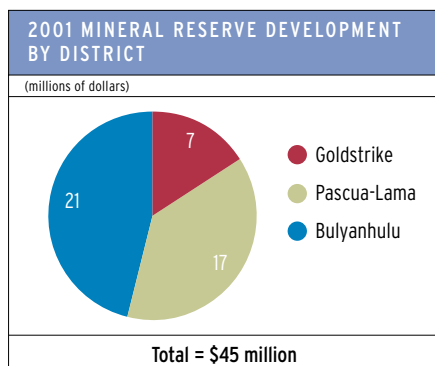 2001 MINERAL RESERVE DEVELOPMENT
BY DISTRICT
(millions of dollars)
7
21
17
Goldstrike
Pascua-Lama
Bulyanhulu
Total = $45 million